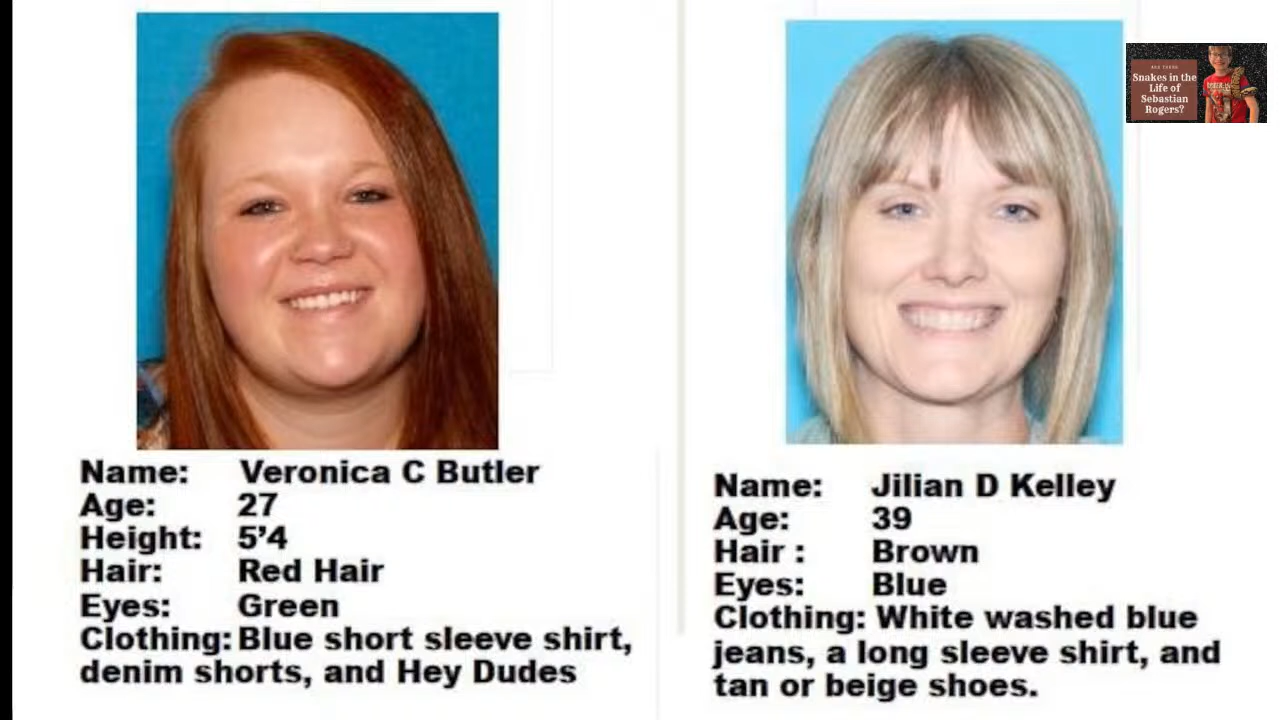 Name: Veronica C Butler
Age: 27
Height: 5’4
Hair: Red Hair
Eyes: Green
Clothing: Blue short sleeve shirt,
denim shorts, and Hey Dudes
Name: Jilian D Kelley
Age: 39
Hair : Brown
Eyes: Blue
Clothing: White washed blue
jeans, a long sleeve shirt, and
tan or beige shoes.
ARE THERE
Snakes in the
Life of
Sebastian
Rogers?